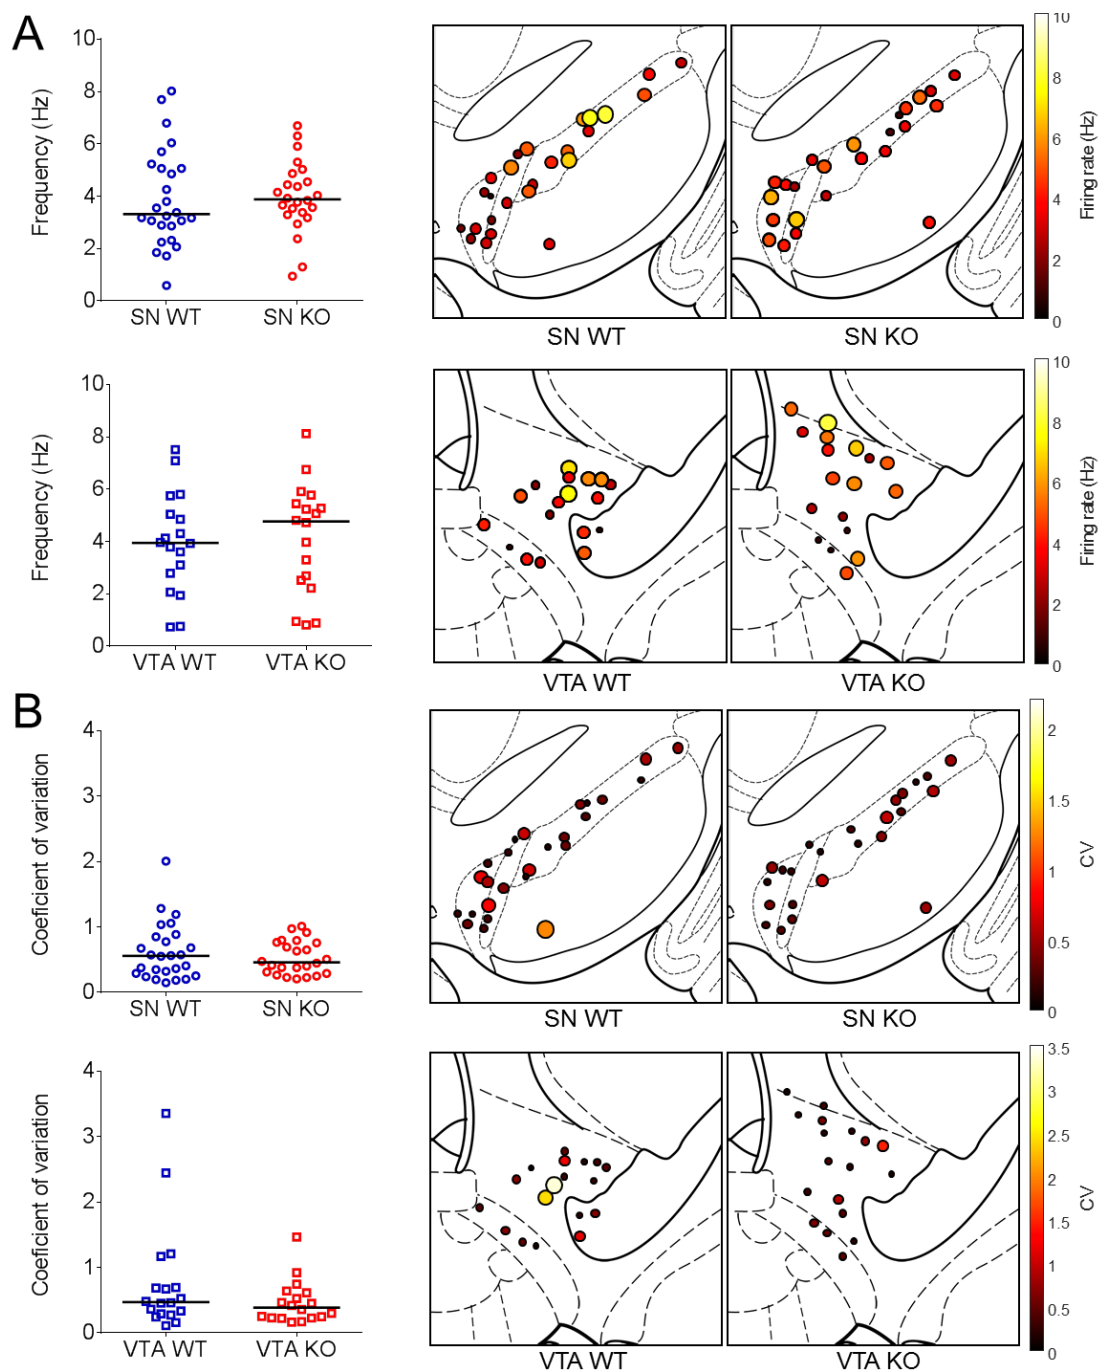 A
Frequency (Hz)
10
8
6
4
2
0
SN WT
SN KO
SN WT
SN KO
Firing rate (Hz)
10
8
6
4
2
0
Frequency (Hz)
10
8
6
4
2
0
VTA WT
VTA KO
VTA WT
VTA KO
Firing rate (Hz)
10
8
6
4
2
0
B
Coeficient of variation
4
3
2
1
0
SN WT
SN KO
SN WT
SN KO
CV
2
1.5
1
0.5
0
Coeficient of variation
4
3
2
1
0
VTA WT
VTA KO
VTA WT
VTA KO
CV
3.5
3
2.5
2
1.5
1
0.5
0